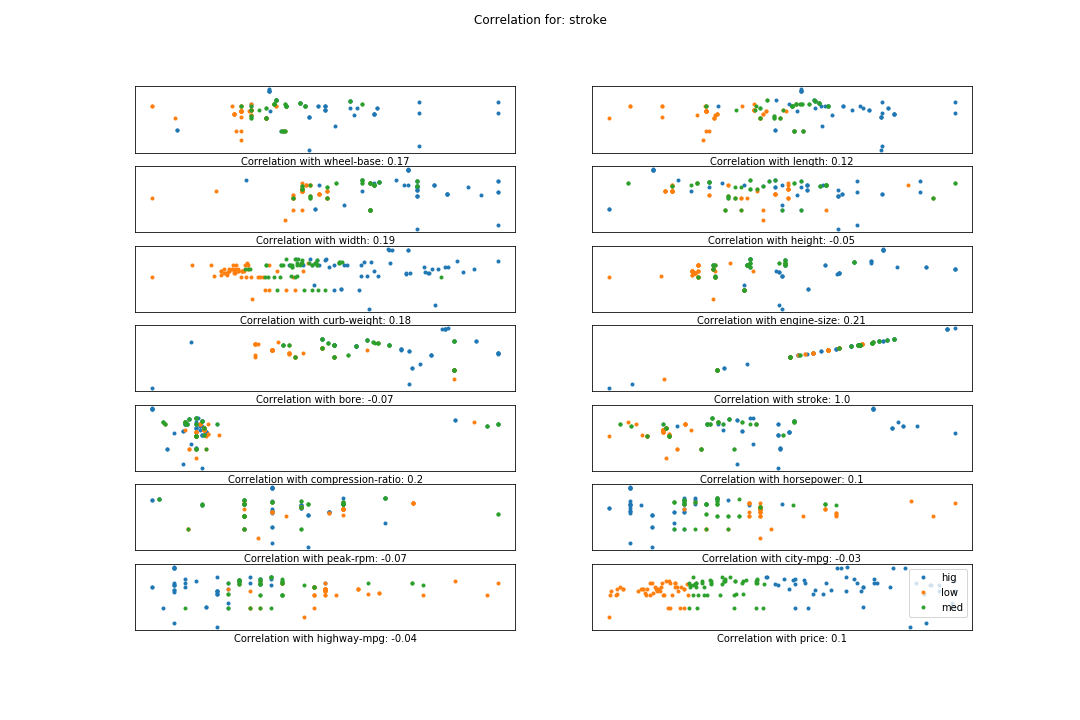 Correlation for: stroke
Correlation with wheel-base: 0.17
Correlation with length: 0.12
Correlation with width: 0.19
Correlation with height: -0.05
Correlation with curb-weight: 0.18
Correlation with engine-size: 0.21
Correlation with bore: -0.07
Correlation with stroke: 1.0
Correlation with compression-ratio: 0.2
Correlation with horsepower: 0.1
Correlation with peak-rpm: -0.07
Correlation with city-mpg: -0.03
hig
low
med
Correlation with highway-mpg: -0.04
Correlation with price: 0.1